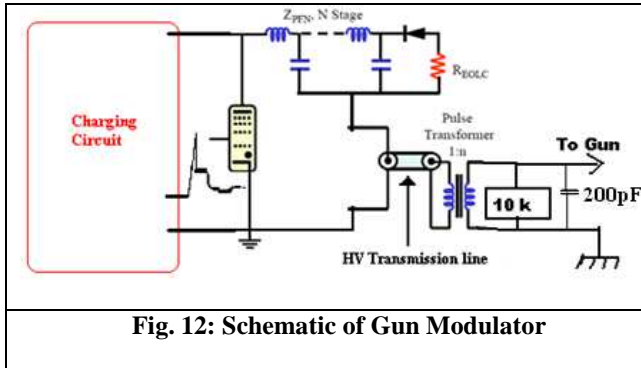 Z_PFN, N Stage
R_EOLC
Charging
Circuit
Pulse
Transformer
1:n
To Gun
10 k
200pF
HV Transmission line
Fig. 12: Schematic of Gun Modulator